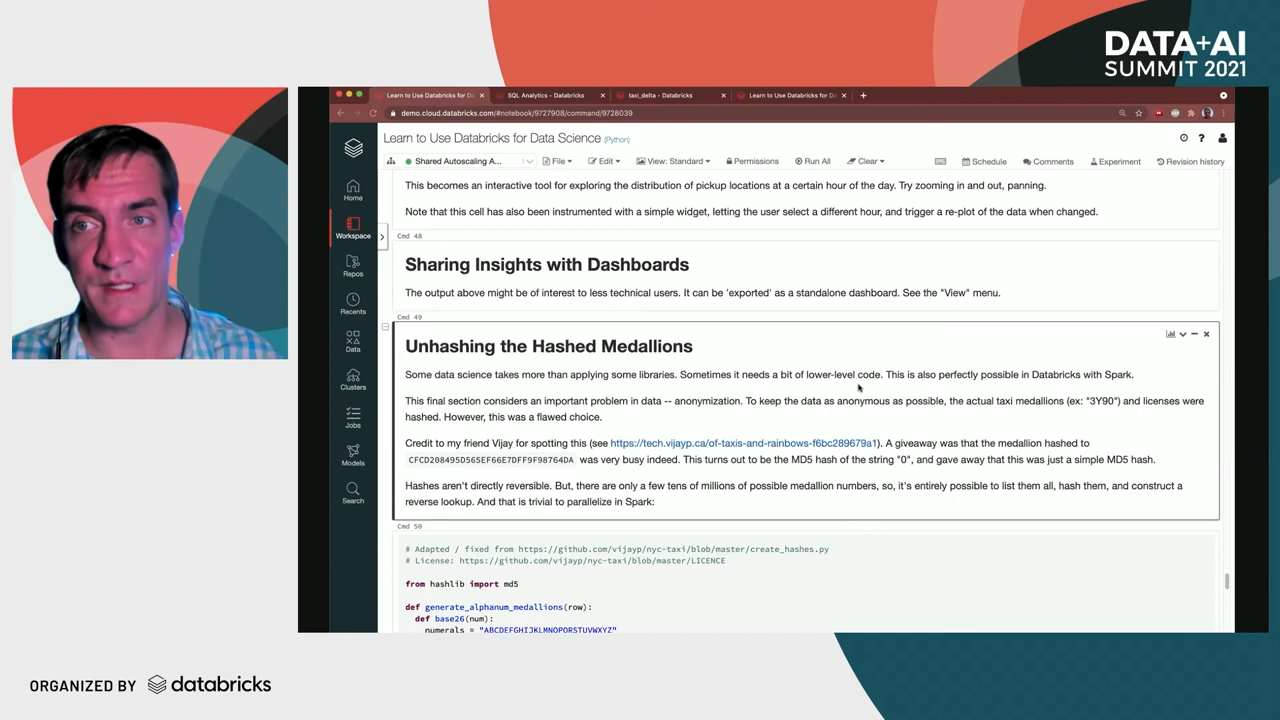 DATA+AI
SUMMIT 2021
Learn to Use Databricks for Da
SQL Analytics - Databricks
taxi_delta - Databricks
Learn to Use Databricks for Da
demo.cloud.databricks.com/#notebook/9727908/command/9728039
Learn to Use Databricks for Data Science (Python)
Shared Autoscaling A...
File
Edit
View: Standard
Permissions
Run All
Clear
Schedule
Comments
Experiment
Revision history
Home
Workspace
Repos
Recents
Data
Clusters
Jobs
Models
Search
This becomes an interactive tool for exploring the distribution of pickup locations at a certain hour of the day. Try zooming in and out, panning.
Note that this cell has also been instrumented with a simple widget, letting the user select a different hour, and trigger a re-plot of the data when changed.
Cmd 48
Sharing Insights with Dashboards
The output above might be of interest to less technical users. It can be 'exported' as a standalone dashboard. See the "View" menu.
Cmd 49
Unhashing the Hashed Medallions
Some data science takes more than applying some libraries. Sometimes it needs a bit of lower-level code. This is also perfectly possible in Databricks with Spark.
This final section considers an important problem in data -- anonymization. To keep the data as anonymous as possible, the actual taxi medallions (ex: "3Y90") and licenses were
hashed. However, this was a flawed choice.
Credit to my friend Vijay for spotting this (see https://tech.vijayp.ca/of-taxis-and-rainbows-f6bc289679a1). A giveaway was that the medallion hashed to
CFCD208495D565EF66E7DFF9F98764DA was very busy indeed. This turns out to be the MD5 hash of the string "0", and gave away that this was just a simple MD5 hash.
Hashes aren't directly reversible. But, there are only a few tens of millions of possible medallion numbers, so, it's entirely possible to list them all, hash them, and construct a
reverse lookup. And that is trivial to parallelize in Spark:
Cmd 50
# Adapted / fixed from https://github.com/vijayp/nyc-taxi/blob/master/create_hashes.py
# License: https://github.com/vijayp/nyc-taxi/blob/master/LICENCE
from hashlib import md5
def generate_alphanum_medallions(row):
def base26(num):
numerals = "ABCDEFGHIJKLMNOPQRSTUVWXYZ"
ORGANIZED BY databricks